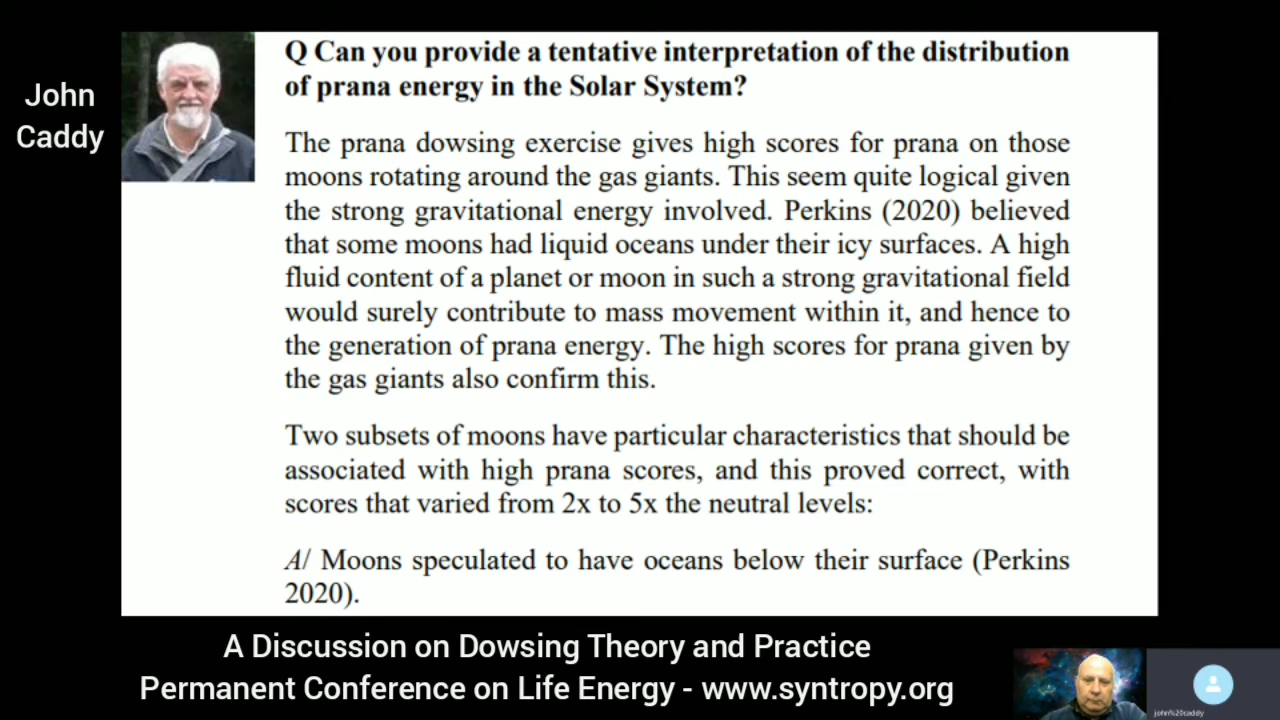 John
Caddy
Q Can you provide a tentative interpretation of the distribution
of prana energy in the Solar System?
The prana dowsing exercise gives high scores for prana on those
moons rotating around the gas giants. This seem quite logical given
the strong gravitational energy involved. Perkins (2020) believed
that some moons had liquid oceans under their icy surfaces. A high
fluid content of a planet or moon in such a strong gravitational field
would surely contribute to mass movement within it, and hence to
the generation of prana energy. The high scores for prana given by
the gas giants also confirm this.
Two subsets of moons have particular characteristics that should be
associated with high prana scores, and this proved correct, with
scores that varied from 2x to 5x the neutral levels:
A/ Moons speculated to have oceans below their surface (Perkins
2020).
A Discussion on Dowsing Theory and Practice
Permanent Conference on Life Energy - www.syntropy.org
john%20caddy